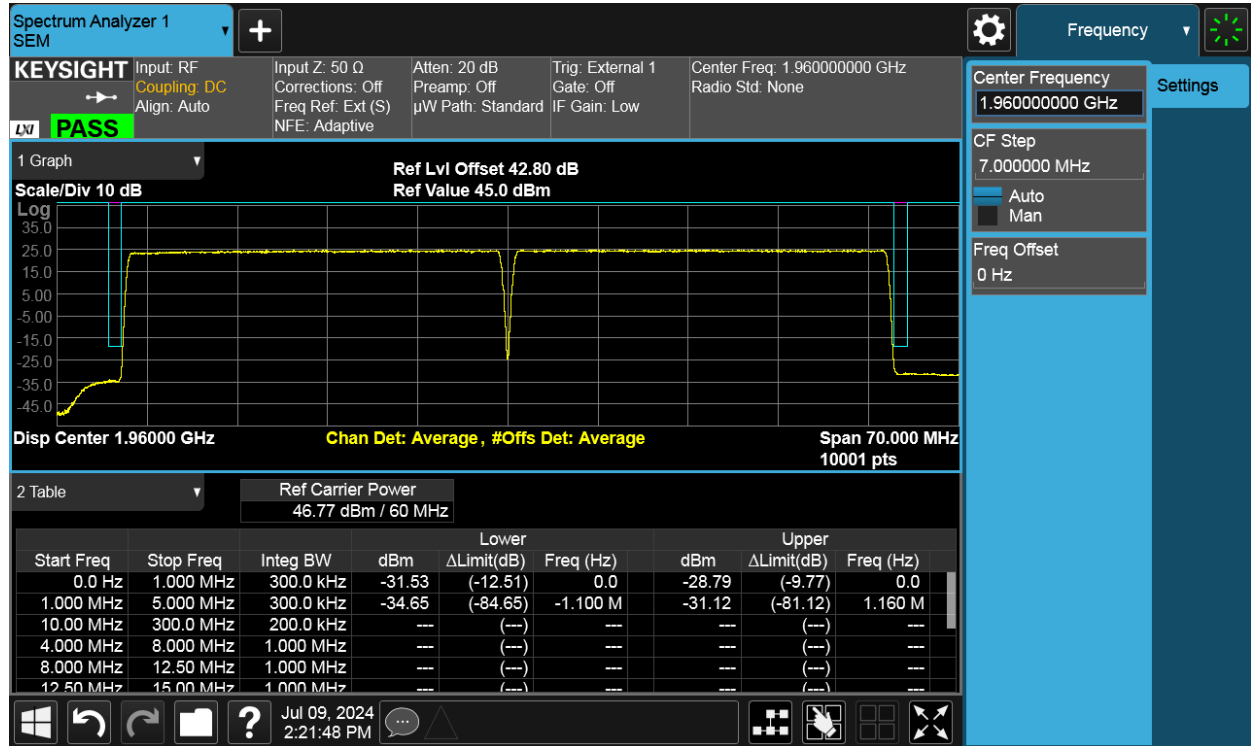 Spectrum Analyzer 1
SEM
Frequency
KEYSIGHT
LXI
PASS
Input: RF
Coupling: DC
Align: Auto
Input Z: 50 Ω
Corrections: Off
Freq Ref: Ext (S)
NFE: Adaptive
Atten: 20 dB
Preamp: Off
µW Path: Standard
Trig: External 1
Gate: Off
IF Gain: Low
Center Freq: 1.960000000 GHz
Radio Std: None
Center Frequency
1.960000000 GHz
Settings
CF Step
7.000000 MHz
Auto
Man
Freq Offset
0 Hz
1 Graph
Scale/Div 10 dB
Ref Lvl Offset 42.80 dB
Ref Value 45.0 dBm
Log
35.0
25.0
15.0
5.00
-5.00
-15.0
-25.0
-35.0
-45.0
Disp Center 1.96000 GHz
Chan Det: Average , #Offs Det: Average
Span 70.000 MHz
10001 pts
2 Table
Ref Carrier Power
46.77 dBm / 60 MHz
Lower Upper
Start Freq Stop Freq Integ BW dBm ΔLimit(dB) Freq (Hz) dBm ΔLimit(dB) Freq (Hz)
0.0 Hz 1.000 MHz 300.0 kHz -31.53 (-12.51) 0.0 -28.79 (-9.77) 0.0
1.000 MHz 5.000 MHz 300.0 kHz -34.65 (-84.65) -1.100 M -31.12 (-81.12) 1.160 M
10.00 MHz 300.0 MHz 200.0 kHz --- (---) --- --- (---) ---
4.000 MHz 8.000 MHz 1.000 MHz --- (---) --- --- (---) ---
8.000 MHz 12.50 MHz 1.000 MHz --- (---) --- --- (---) ---
12.50 MHz 15.00 MHz 1.000 MHz --- (---) --- --- (---) ---
Jul 09, 2024
2:21:48 PM